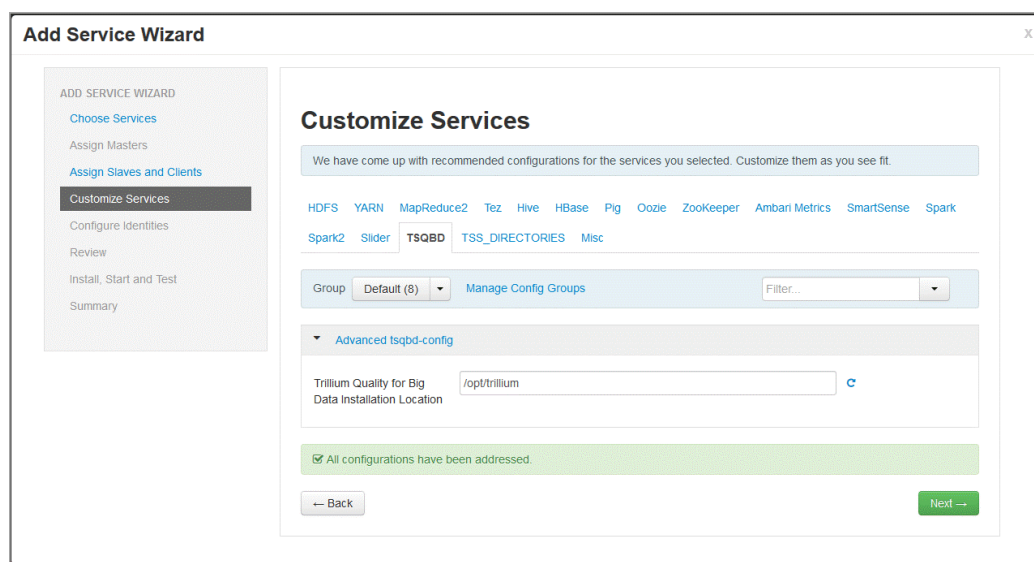 Add Service Wizard
x
ADD SERVICE WIZARD
Choose Services
Assign Masters
Assign Slaves and Clients
Customize Services
Configure Identities
Review
Install, Start and Test
Summary
Customize Services
We have come up with recommended configurations for the services you selected. Customize them as you see fit.
HDFS YARN MapReduce2 Tez Hive HBase Pig Oozie ZooKeeper Ambari Metrics SmartSense Spark
Spark2 Slider TSQBD TSS_DIRECTORIES Misc
Group Default (8) Manage Config Groups Filter...
Advanced tsqbd-config
Trillium Quality for Big
Data Installation Location
/opt/trillium
All configurations have been addressed.
← Back
Next →